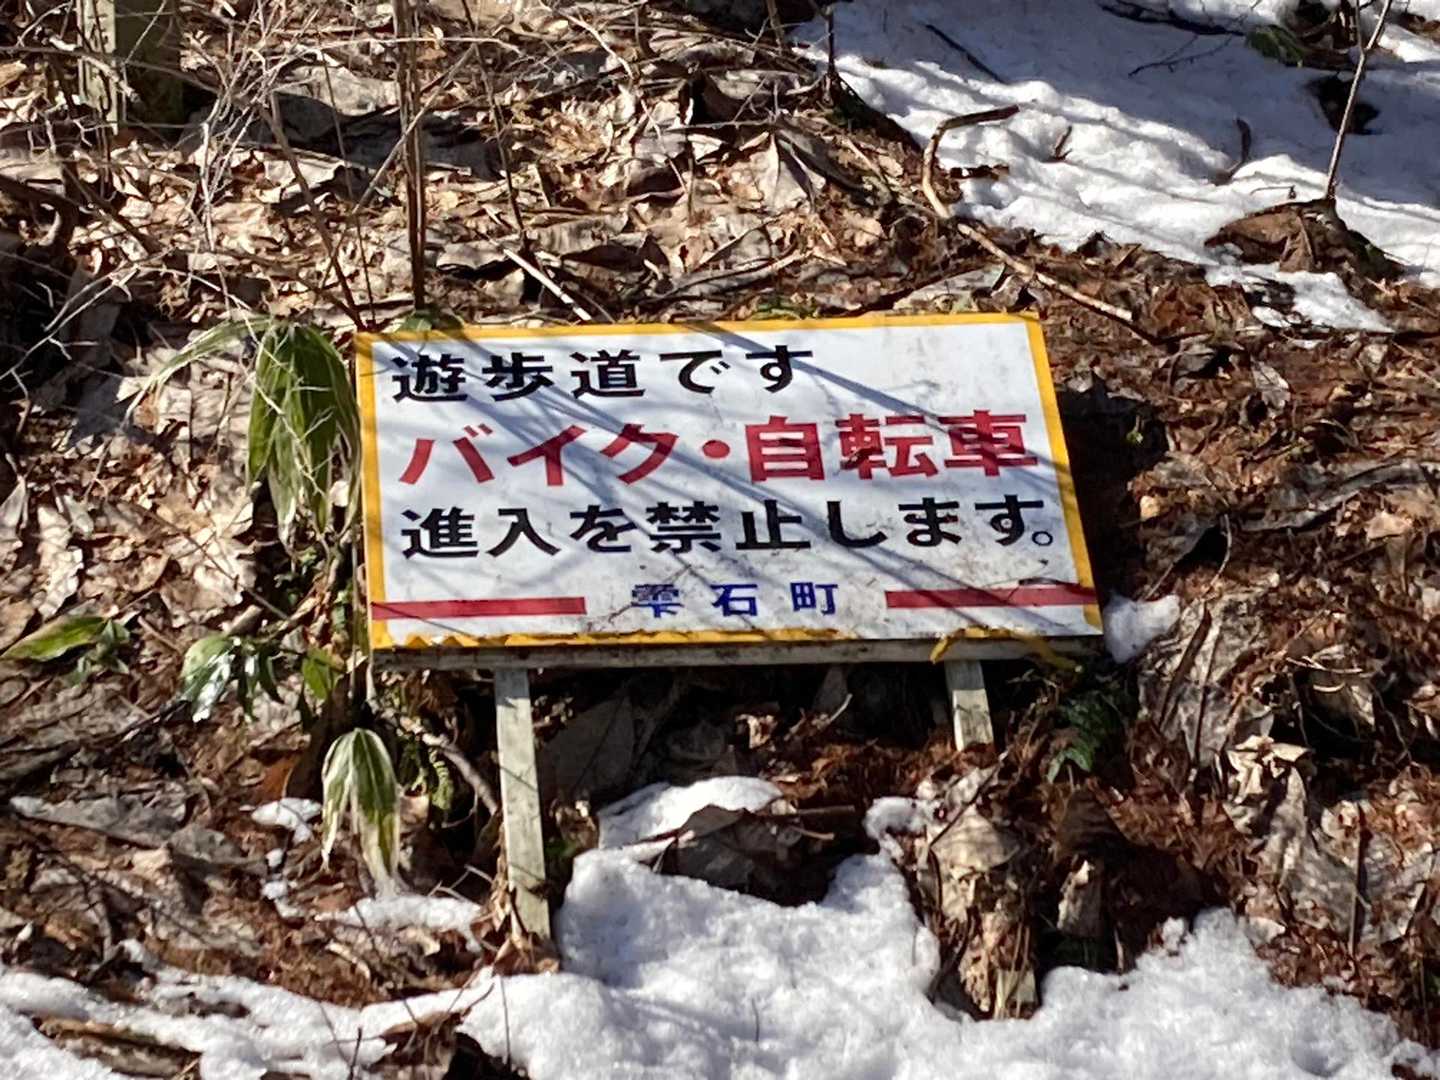 遊歩道です
バイク・自転車
進入を禁止します。
雫石町